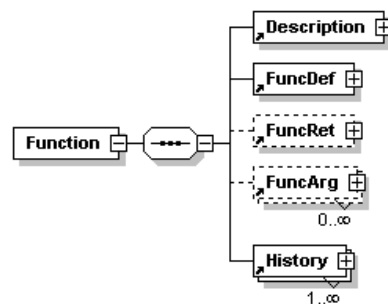 Description
FuncDef
FuncRet
Function
FuncArg
0..∞
History
1..∞